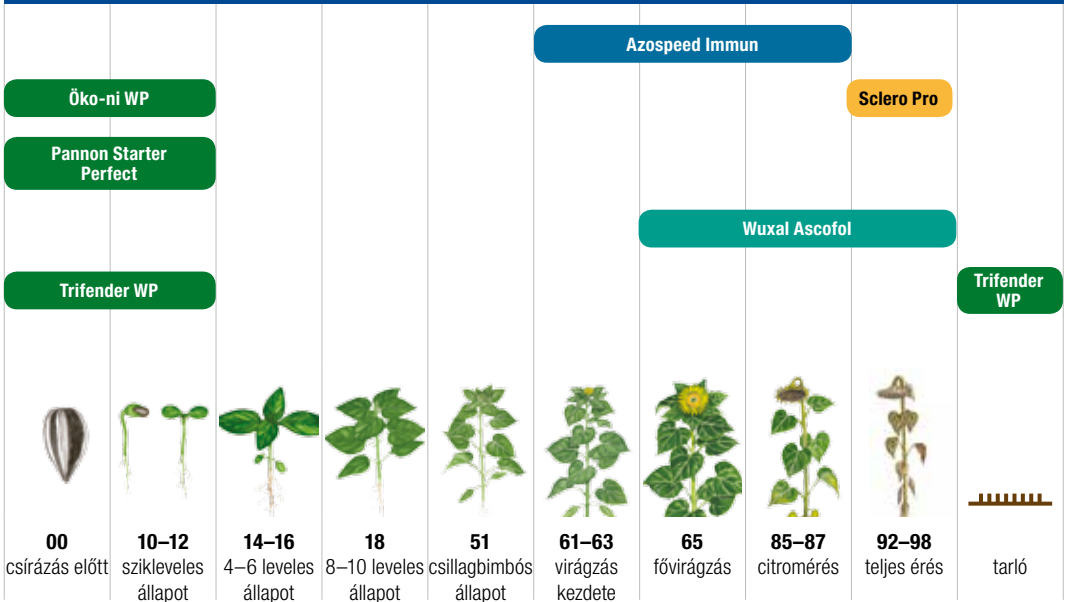 Azospeed Immun
Öko-ni WP
Sclero Pro
Pannon Starter
Perfect
Wuxal Ascofol
Trifender WP
Trifender
WP
00
csírázás előtt
10–12
szikleveles
állapot
14–16
4–6 leveles
állapot
18
8–10 leveles
állapot
51
csillagbimbós
állapot
61–63
virágzás
kezdete
65
fővirágzás
85–87
citromérés
92–98
teljes érés
tarló